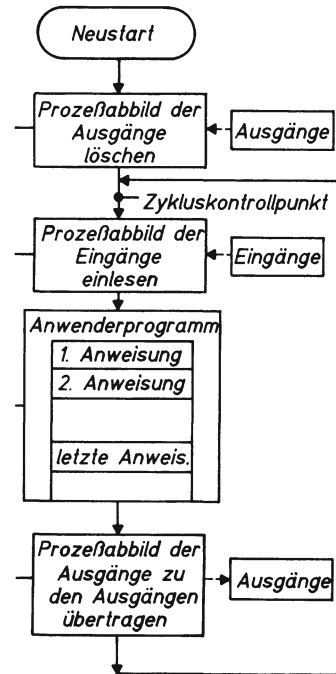 Neustart
Prozeßabbild der
Ausgänge
löschen
Ausgänge
Zykluskontrollpunkt
Prozeßabbild der
Eingänge
einlesen
Eingänge
Anwenderprogramm
1. Anweisung
2. Anweisung
letzte Anweis.
Prozeßabbild der
Ausgänge zu
den Ausgängen
übertragen
Ausgänge